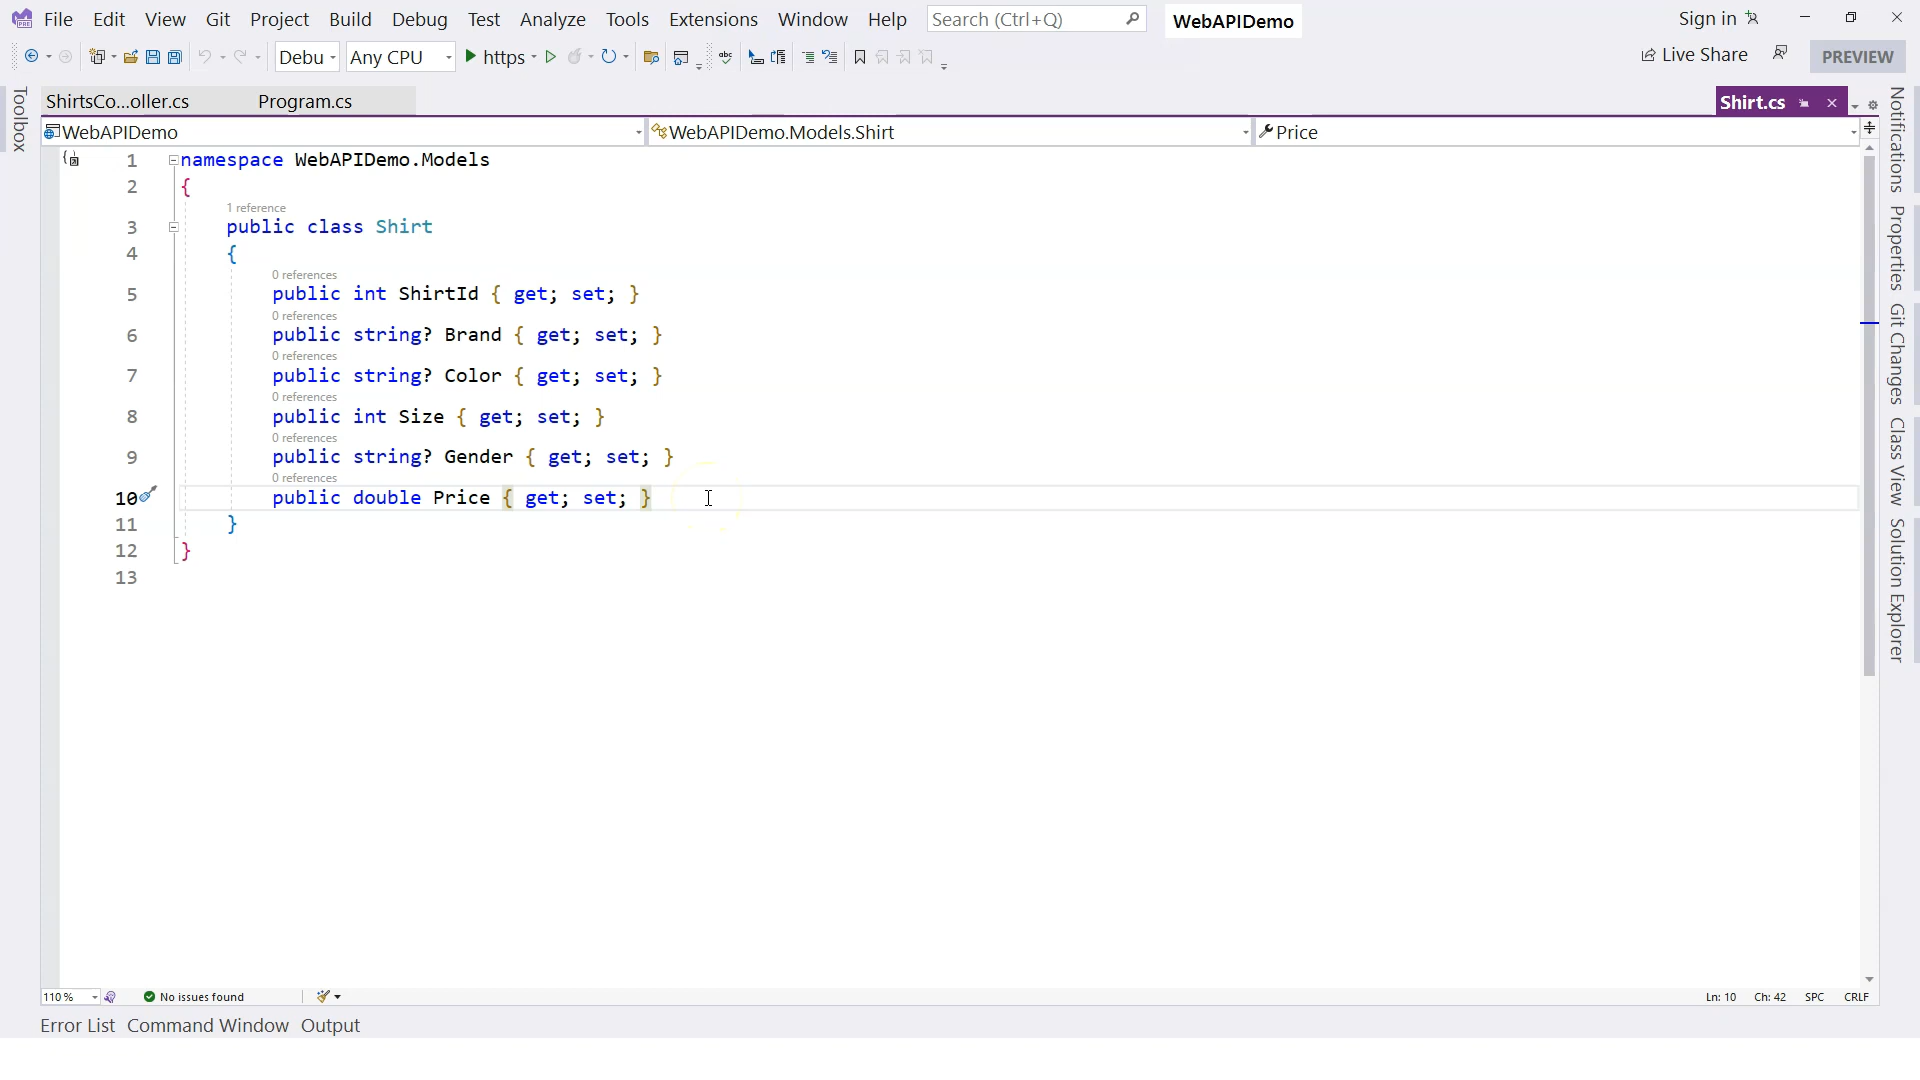 File Edit View Git Project Build Debug Test Analyze Tools Extensions Window Help Search (Ctrl+Q) WebAPIDemo Sign in
Debu Any CPU https Live Share PREVIEW
Toolbox
ShirtsCo...oller.cs Program.cs Shirt.cs
WebAPIDemo WebAPIDemo.Models.Shirt Price
1 namespace WebAPIDemo.Models
2 {
1 reference
3 public class Shirt
4 {
0 references
5 public int ShirtId { get; set; }
0 references
6 public string? Brand { get; set; }
0 references
7 public string? Color { get; set; }
0 references
8 public int Size { get; set; }
0 references
9 public string? Gender { get; set; }
0 references
10 public double Price { get; set; }
11 }
12 }
13
Notifications
Properties
Git Changes
Class View
Solution Explorer
110 % No issues found Ln: 10 Ch: 42 SPC CRLF
Error List Command Window Output